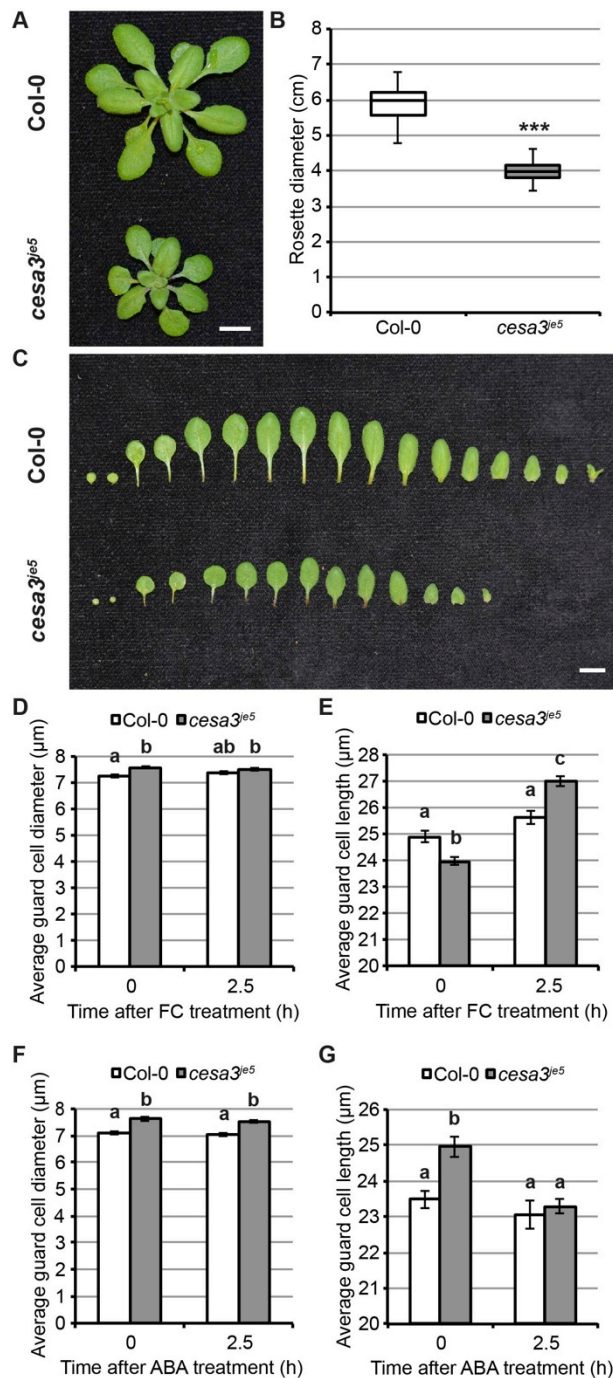 A
Col-0
cesa3je5
B
Rosette diameter (cm)
8
7
6
5
4
3
2
1
0
***
Col-0
cesa3je5
C
Col-0
cesa3je5
D
Col-0 cesa3je5
Average guard cell diameter (µm)
8
7
6
5
4
3
2
1
0
a b ab b
0 2.5
Time after FC treatment (h)
E
Col-0 cesa3je5
Average guard cell length (µm)
28
27
26
25
24
23
22
21
20
a b a c
0 2.5
Time after FC treatment (h)
F
Col-0 cesa3je5
Average guard cell diameter (µm)
8
7
6
5
4
3
2
1
0
a b a b
0 2.5
Time after ABA treatment (h)
G
Col-0 cesa3je5
Average guard cell length (µm)
26
25
24
23
22
21
20
a b a a
0 2.5
Time after ABA treatment (h)